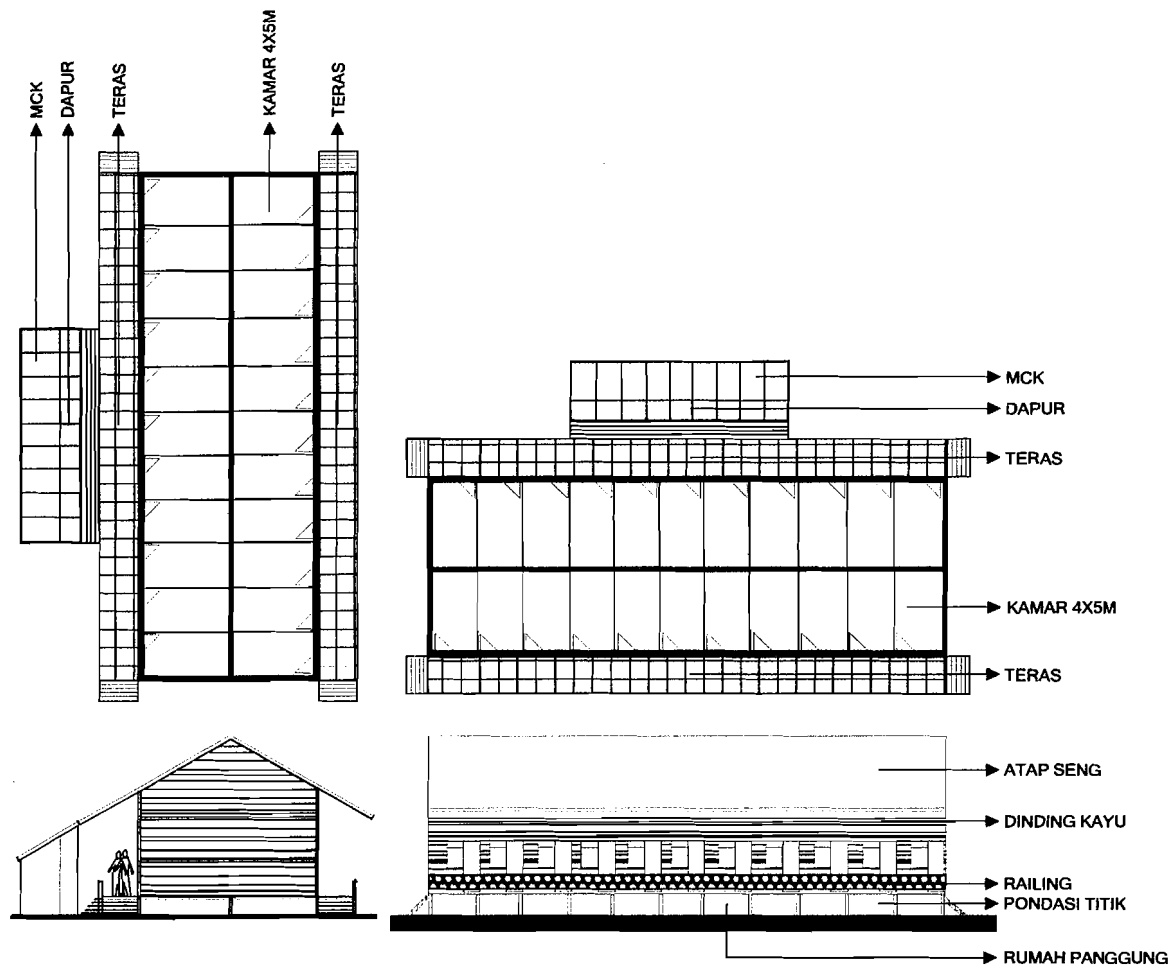 MCK
DAPUR
TERAS
KAMAR 4X5M
TERAS
MCK
DAPUR
TERAS
KAMAR 4X5M
TERAS
ATAP SENG
DINDING KAYU
RAILING
PONDASI TITIK
RUMAH PANGGUNG